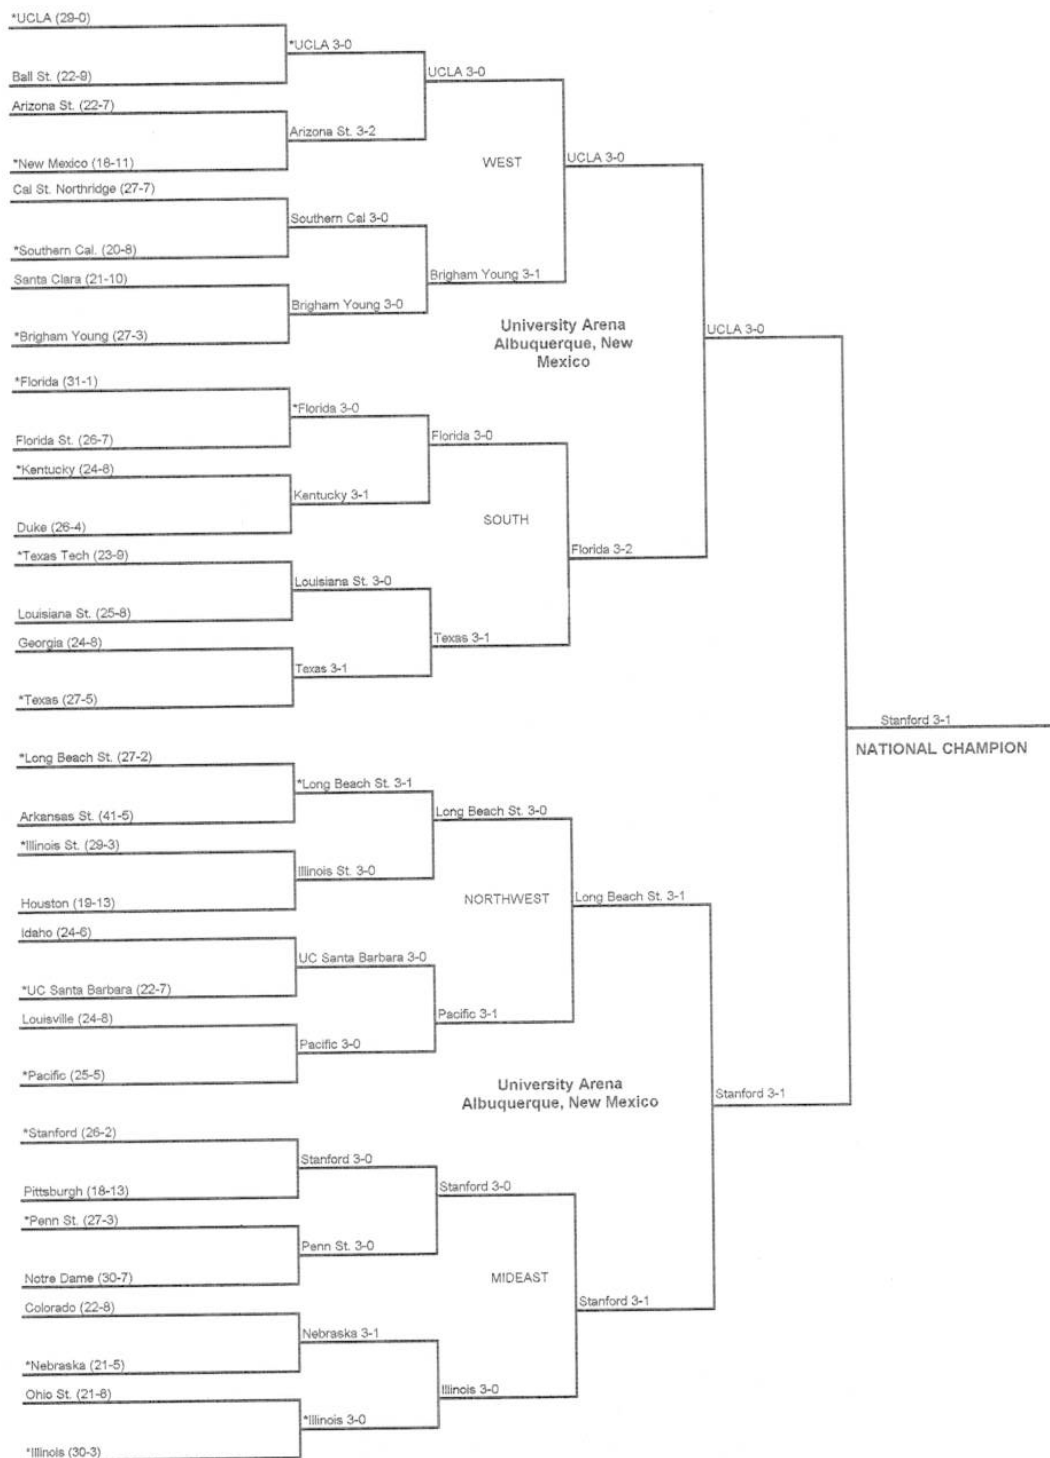 *UCLA (29-0)
*UCLA 3-0
Ball St. (22-9)
UCLA 3-0
Arizona St. (22-7)
Arizona St. 3-2
*New Mexico (16-11)
WEST
UCLA 3-0
Cal St. Northridge (27-7)
Southern Cal 3-0
*Southern Cal. (20-8)
Brigham Young 3-1
Santa Clara (21-10)
Brigham Young 3-0
*Brigham Young (27-3)
University Arena
Albuquerque, New
Mexico
UCLA 3-0
*Florida (31-1)
*Florida 3-0
Florida St. (26-7)
Florida 3-0
*Kentucky (24-8)
Kentucky 3-1
Duke (26-4)
SOUTH
Florida 3-2
*Texas Tech (23-9)
Louisiana St. 3-0
Louisiana St. (25-8)
Texas 3-1
Georgia (24-8)
Texas 3-1
*Texas (27-5)
Stanford 3-1
NATIONAL CHAMPION
*Long Beach St. (27-2)
*Long Beach St. 3-1
Arkansas St. (41-5)
Long Beach St. 3-0
*Illinois St. (29-3)
Illinois St. 3-0
Houston (19-13)
NORTHWEST
Long Beach St. 3-1
Idaho (24-6)
UC Santa Barbara 3-0
*UC Santa Barbara (22-7)
Pacific 3-1
Louisville (24-8)
Pacific 3-0
*Pacific (25-5)
University Arena
Albuquerque, New Mexico
Stanford 3-1
*Stanford (26-2)
Stanford 3-0
Pittsburgh (18-13)
Stanford 3-0
*Penn St. (27-3)
Penn St. 3-0
Notre Dame (30-7)
MIDEAST
Stanford 3-1
Colorado (22-8)
Nebraska 3-1
*Nebraska (21-5)
Illinois 3-0
Ohio St. (21-8)
*Illinois 3-0
*Illinois (30-3)